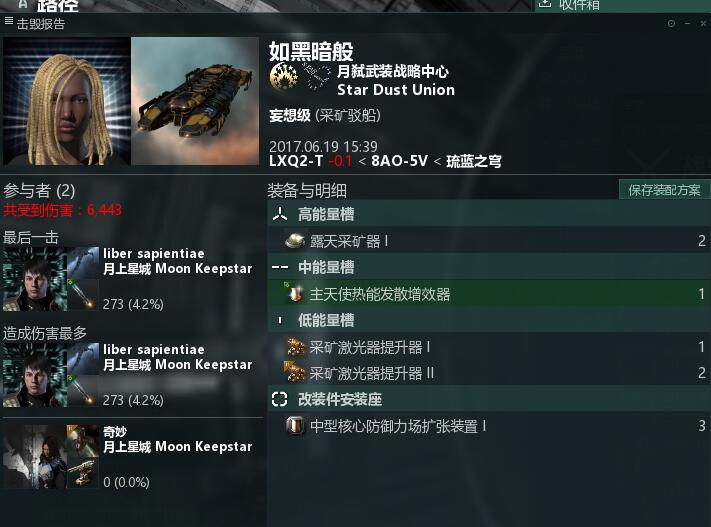 路径
收件箱
击毁报告
如黑暗般
月弑武装战略中心
Star Dust Union
妄想级 (采矿驳船)
2017.06.19 15:39
LXQ2-T -0.1 < 8AO-5V < 琉蓝之穹
参与者 (2)
共受到伤害：6,443
最后一击
liber sapientiae
月上星城 Moon Keepstar
273 (4.2%)
造成伤害最多
liber sapientiae
月上星城 Moon Keepstar
273 (4.2%)
奇妙
月上星城 Moon Keepstar
0 (0.0%)
装备与明细
保存装配方案
高能量槽
露天采矿器 I 2
中能量槽
主天使热能发散增效器 1
低能量槽
采矿激光器提升器 I 1
采矿激光器提升器 II 2
改装件安装座
中型核心防御力场扩张装置 I 3